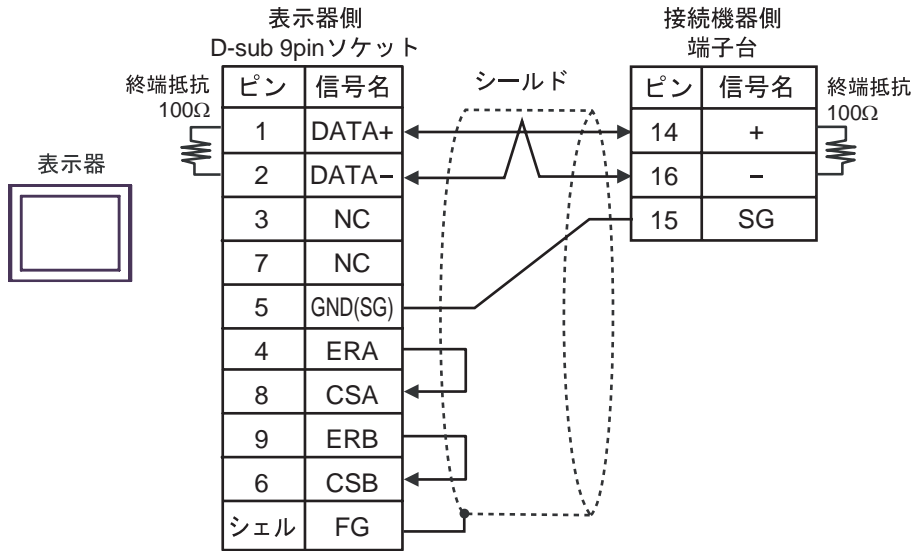 表示器側
D-sub 9pinソケット
接続機器側
端子台
終端抵抗
100Ω
ピン 信号名
シールド
ピン 信号名
終端抵抗
100Ω
1 DATA+
14 +
2 DATA−
16 −
表示器
3 NC
15 SG
7 NC
5 GND(SG)
4 ERA
8 CSA
9 ERB
6 CSB
シェル FG